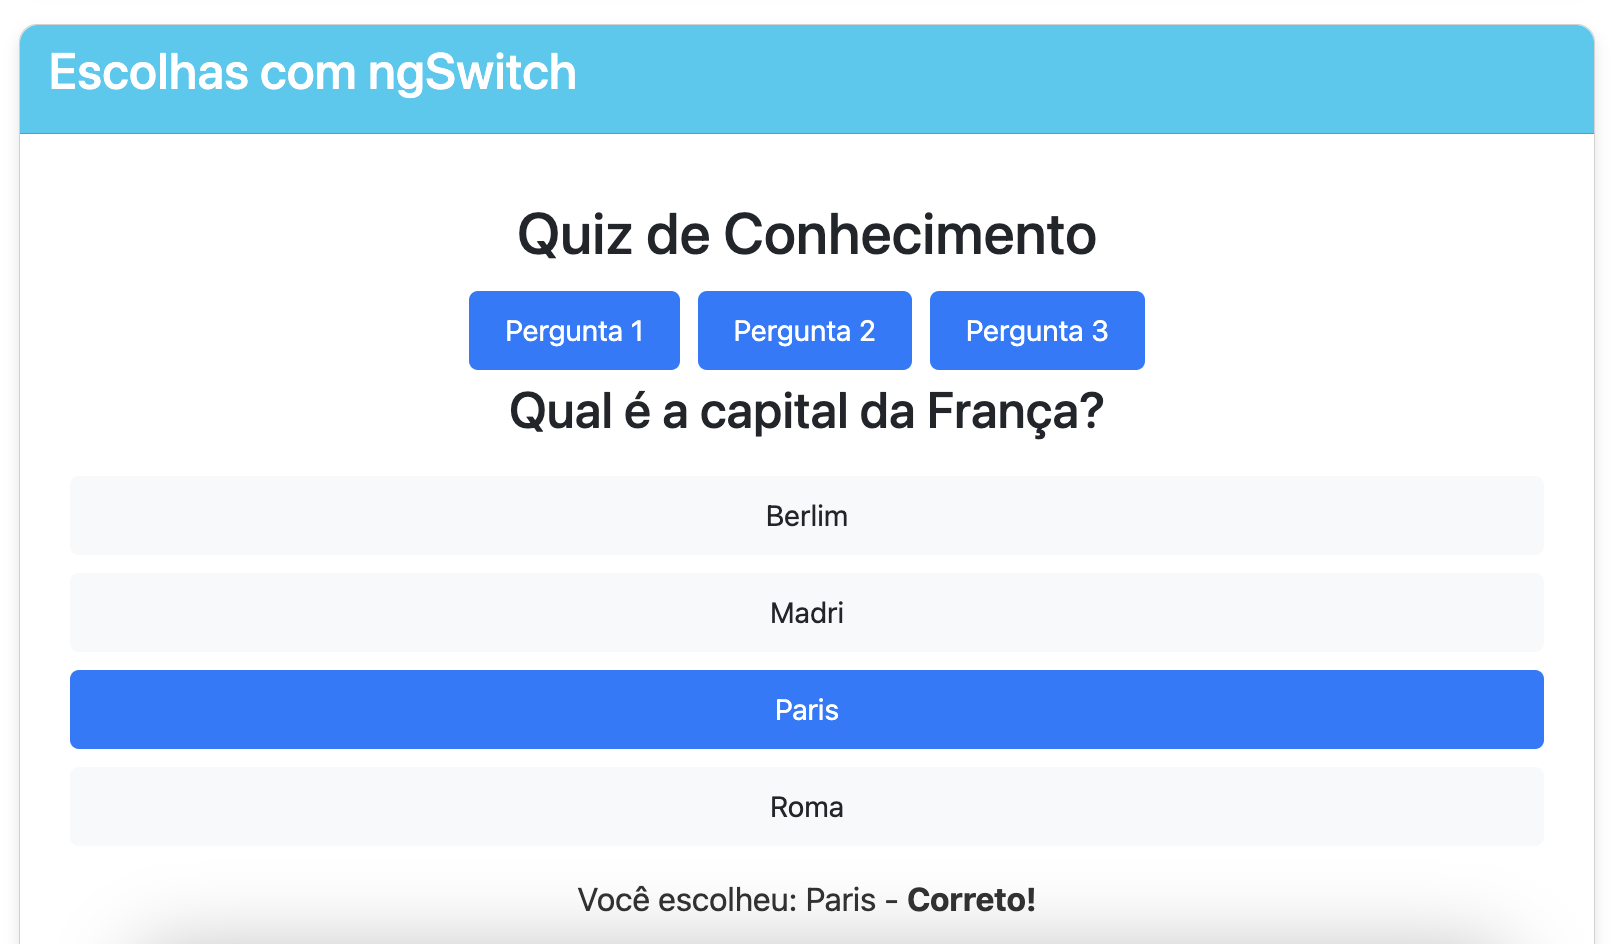 Escolhas com ngSwitch
Quiz de Conhecimento
Pergunta 1 Pergunta 2 Pergunta 3
Qual é a capital da França?
Berlim
Madri
Paris
Roma
Você escolheu: Paris - Correto!